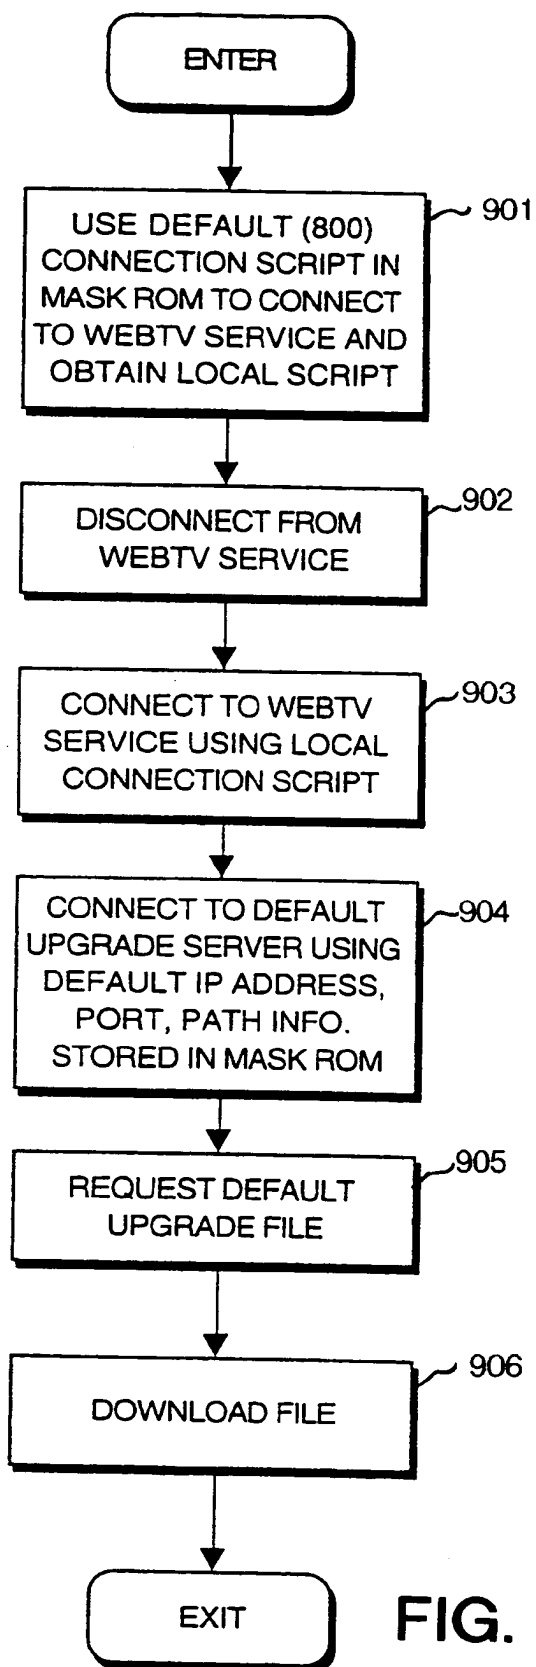 ENTER
901
USE DEFAULT (800)
CONNECTION SCRIPT IN
MASK ROM TO CONNECT
TO WEBTV SERVICE AND
OBTAIN LOCAL SCRIPT
902
DISCONNECT FROM
WEBTV SERVICE
903
CONNECT TO WEBTV
SERVICE USING LOCAL
CONNECTION SCRIPT
904
CONNECT TO DEFAULT
UPGRADE SERVER USING
DEFAULT IP ADDRESS,
PORT, PATH INFO.
STORED IN MASK ROM
905
REQUEST DEFAULT
UPGRADE FILE
906
DOWNLOAD FILE
EXIT
FIG.